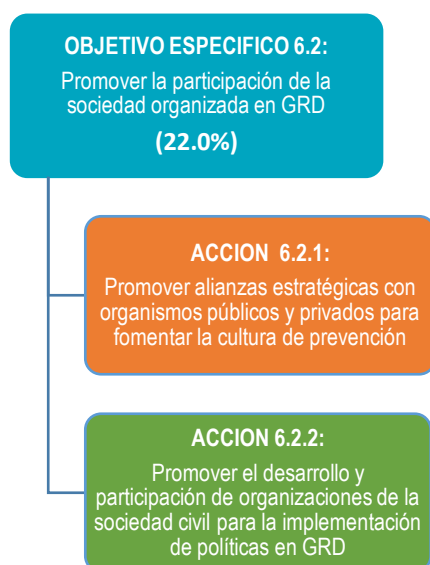 OBJETIVO ESPECIFICO 6.2:
Promover la participación de la
sociedad organizada en GRD
(22.0%)
ACCION 6.2.1:
Promover alianzas estratégicas con
organismos públicos y privados para
fomentar la cultura de prevención
ACCION 6.2.2:
Promover el desarrollo y
participación de organizaciones de la
sociedad civil para la implementación
de políticas en GRD